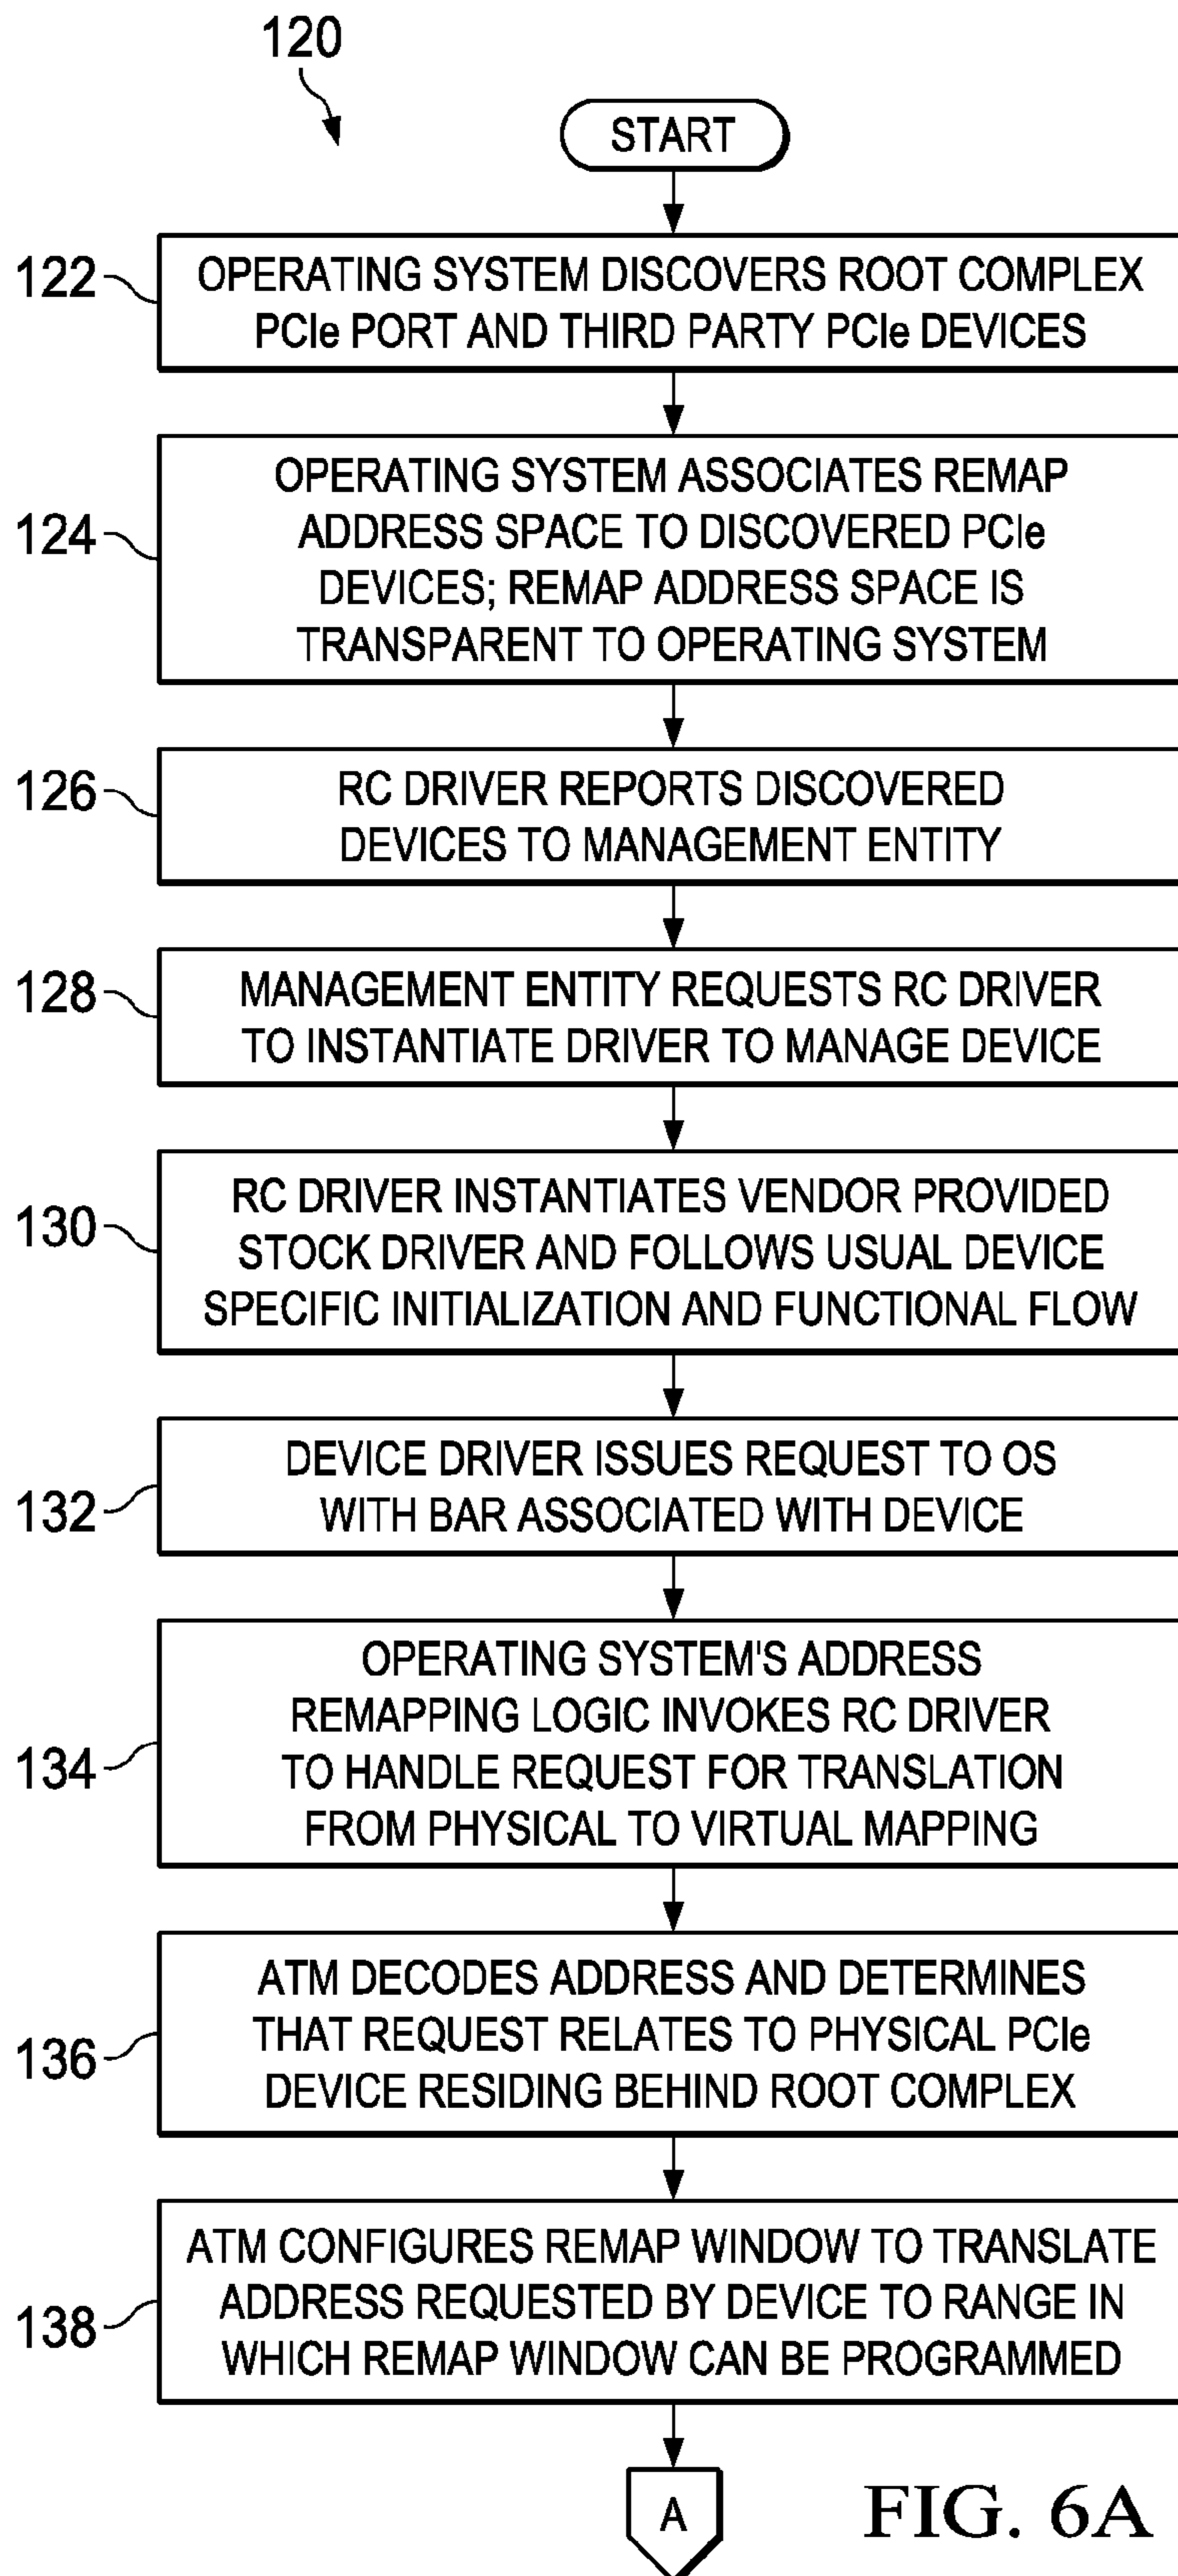 120
START
122
OPERATING SYSTEM DISCOVERS ROOT COMPLEX
PCIe PORT AND THIRD PARTY PCIe DEVICES
124
OPERATING SYSTEM ASSOCIATES REMAP
ADDRESS SPACE TO DISCOVERED PCIe
DEVICES; REMAP ADDRESS SPACE IS
TRANSPARENT TO OPERATING SYSTEM
126
RC DRIVER REPORTS DISCOVERED
DEVICES TO MANAGEMENT ENTITY
128
MANAGEMENT ENTITY REQUESTS RC DRIVER
TO INSTANTIATE DRIVER TO MANAGE DEVICE
130
RC DRIVER INSTANTIATES VENDOR PROVIDED
STOCK DRIVER AND FOLLOWS USUAL DEVICE
SPECIFIC INITIALIZATION AND FUNCTIONAL FLOW
132
DEVICE DRIVER ISSUES REQUEST TO OS
WITH BAR ASSOCIATED WITH DEVICE
134
OPERATING SYSTEM'S ADDRESS
REMAPPING LOGIC INVOKES RC DRIVER
TO HANDLE REQUEST FOR TRANSLATION
FROM PHYSICAL TO VIRTUAL MAPPING
136
ATM DECODES ADDRESS AND DETERMINES
THAT REQUEST RELATES TO PHYSICAL PCIe
DEVICE RESIDING BEHIND ROOT COMPLEX
138
ATM CONFIGURES REMAP WINDOW TO TRANSLATE
ADDRESS REQUESTED BY DEVICE TO RANGE IN
WHICH REMAP WINDOW CAN BE PROGRAMMED
A
FIG. 6A